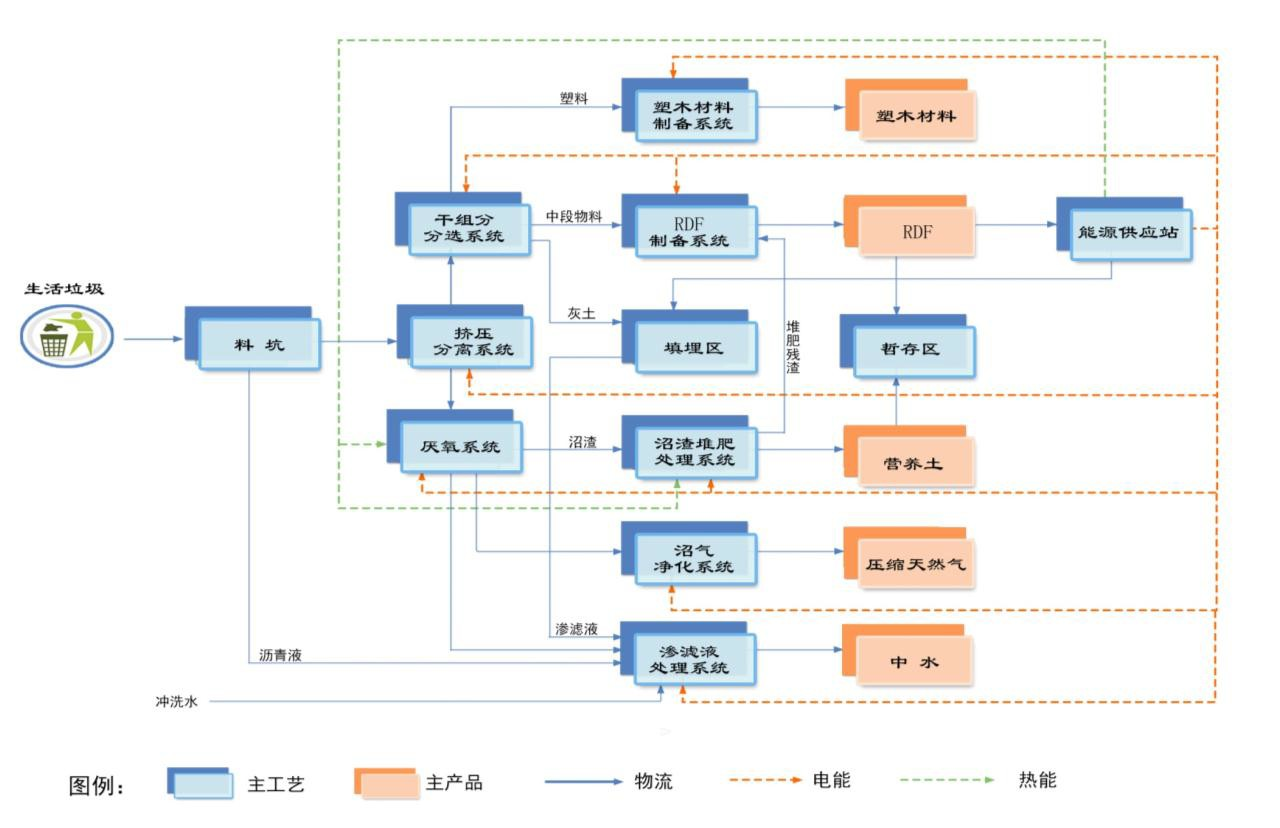 塑料
塑木材料
制备系统
塑木材料
干组分
分选系统
中段物料
RDF
制备系统
RDF
能源供应站
生活垃圾
料 坑
挤压
分离系统
灰土
填埋区
堆肥残渣
暂存区
厌氧系统
沼渣
沼渣堆肥
处理系统
营养土
沼气
净化系统
压缩天然气
渗滤液
沥青液
渗滤液
处理系统
中 水
冲洗水
图例：
主工艺
主产品
物流
电能
热能